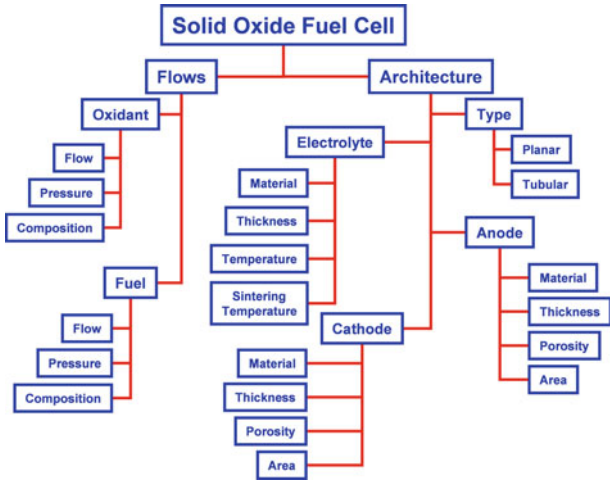 Solid Oxide Fuel Cell
Flows
Oxidant
Flow
Pressure
Composition
Fuel
Flow
Pressure
Composition
Architecture
Type
Planar
Tubular
Electrolyte
Material
Thickness
Temperature
Sintering
Temperature
Anode
Material
Thickness
Porosity
Area
Cathode
Material
Thickness
Porosity
Area